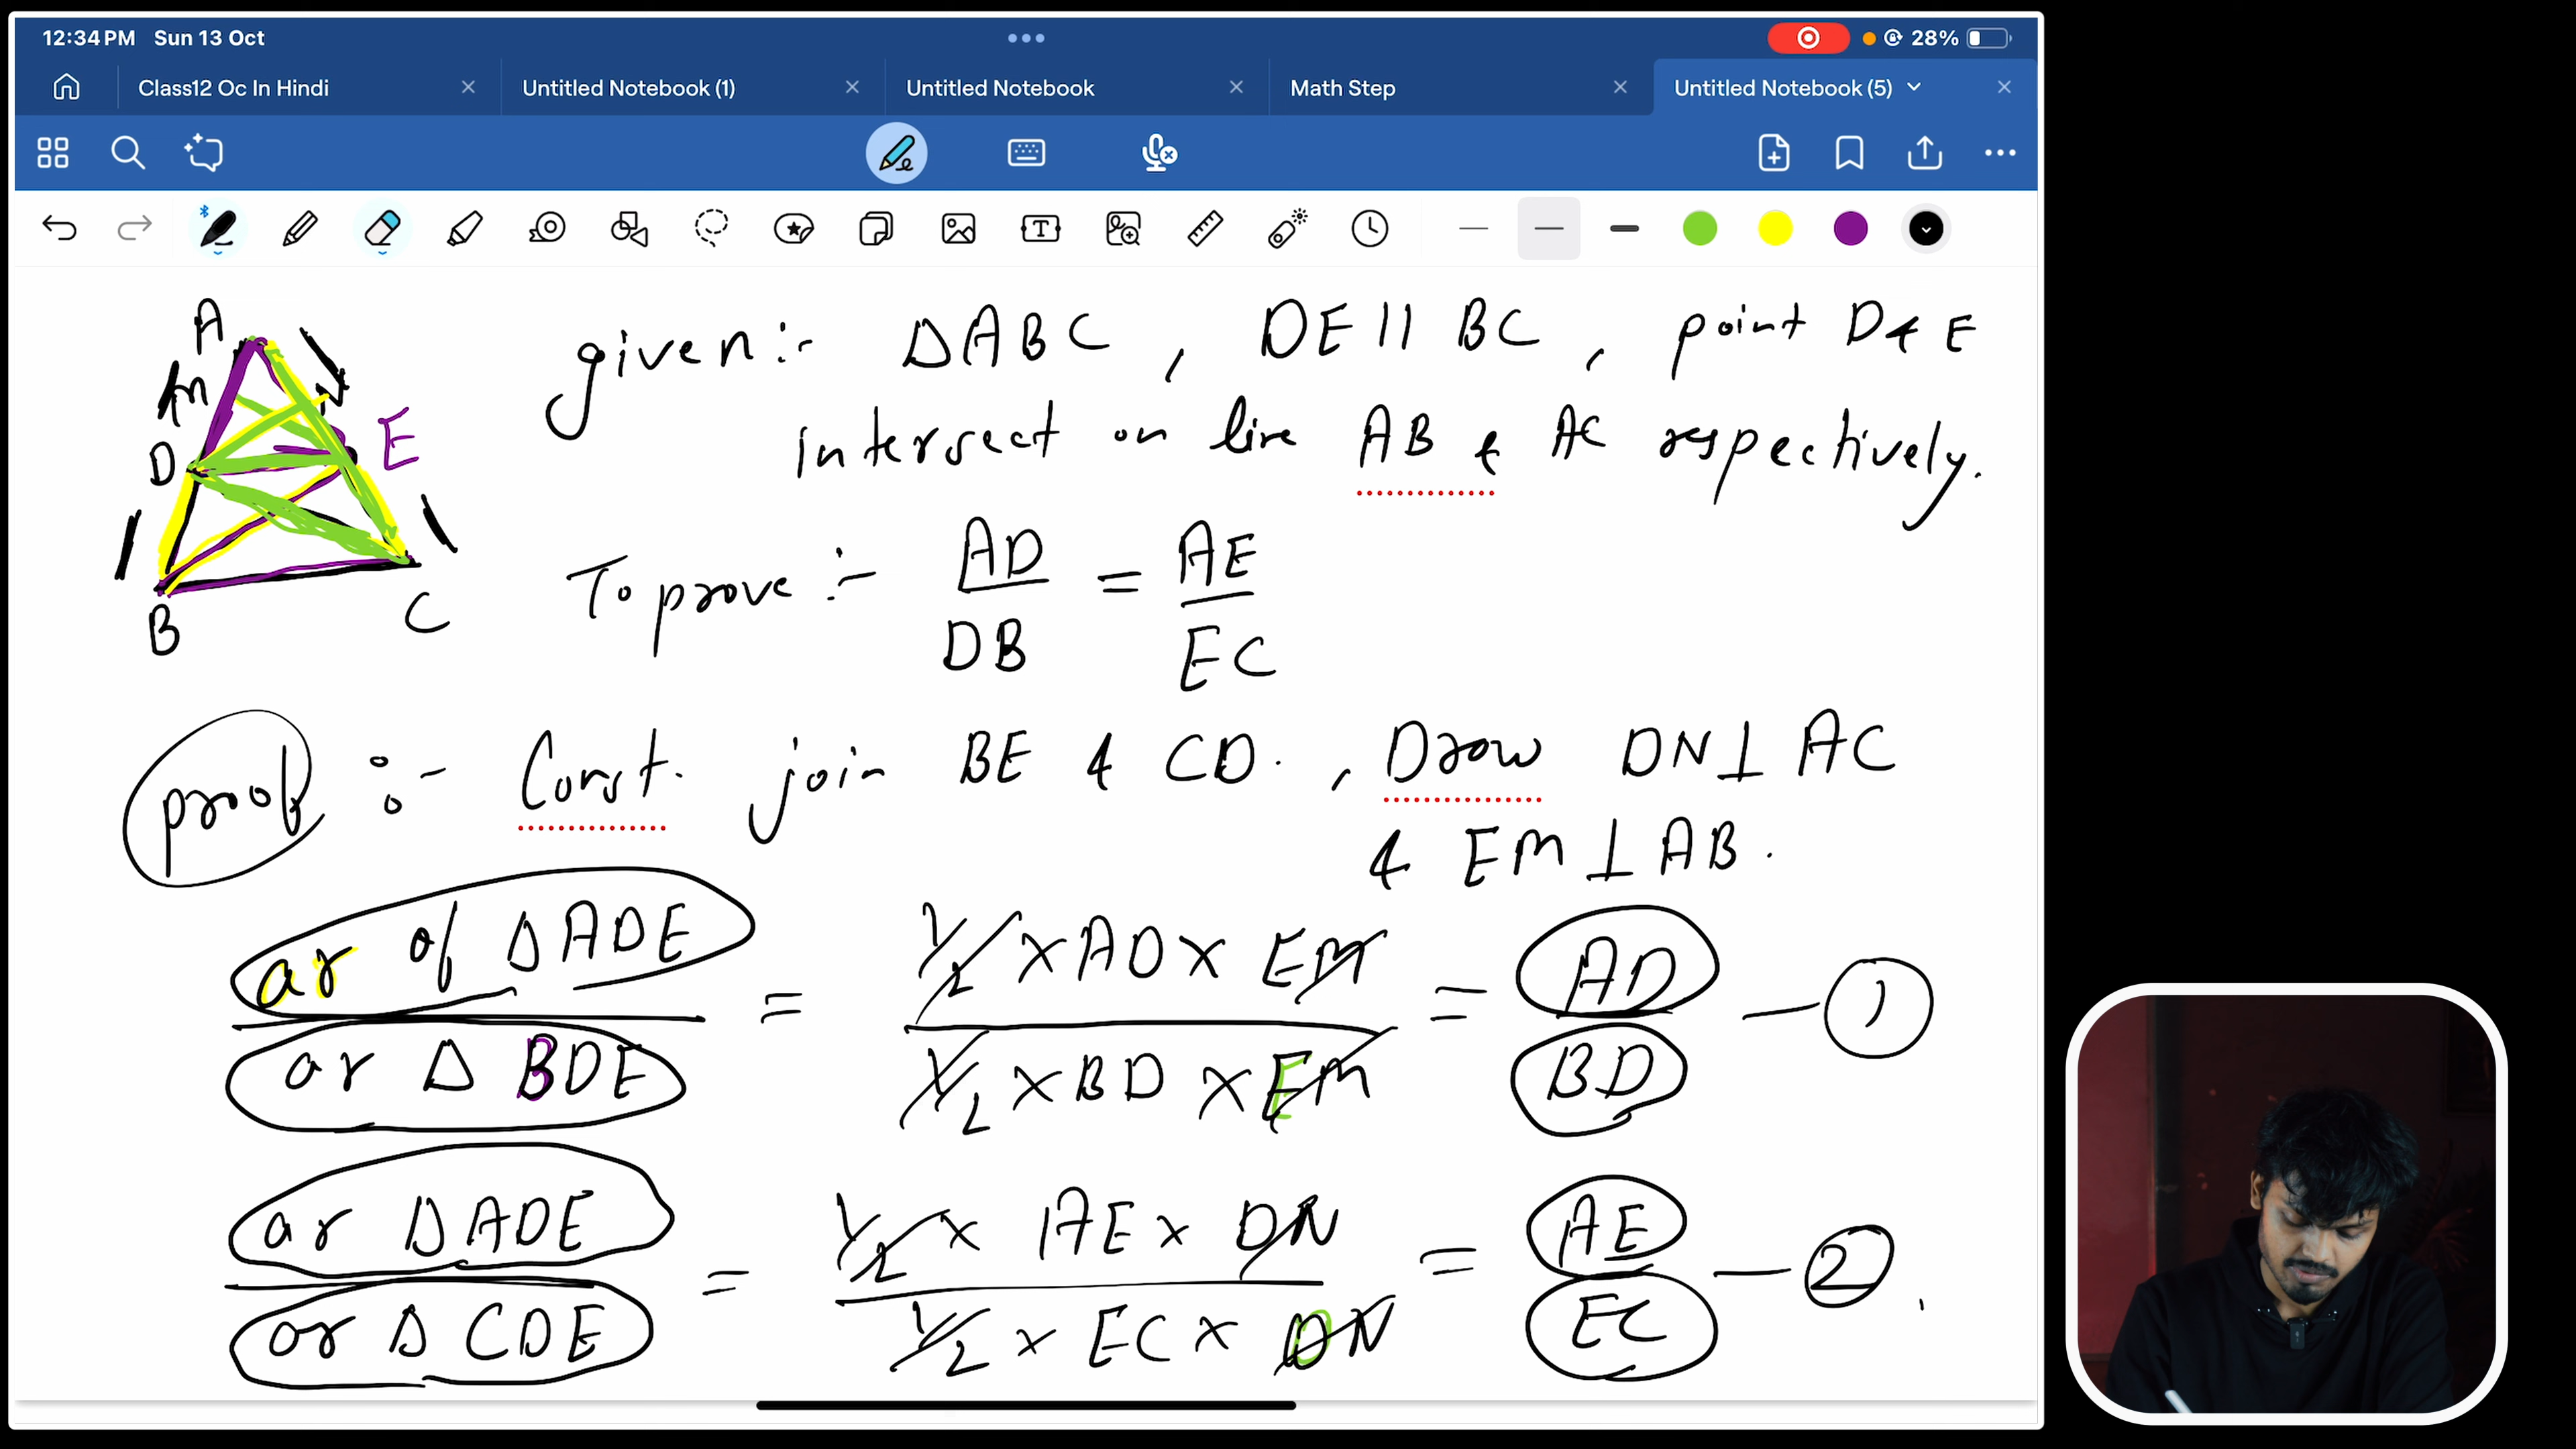 12:34 PM Sun 13 Oct
28%
Class12 Oc In Hindi
Untitled Notebook (1)
Untitled Notebook
Math Step
Untitled Notebook (5)
A
M
N
D
E
B
C
given :- ΔABC , DE || BC , point D & E
intersect on line AB & AC respectively.
To prove :- AD/DB = AE/EC
proof :- Const. join BE & CD. , Draw DN ⊥ AC
& EM ⊥ AB.
ar of ΔADE / ar Δ BDE = 1/2 × AD × EM / 1/2 × BD × EM = AD/BD — 1
ar ΔADE / ar Δ CDE = 1/2 × AE × DN / 1/2 × EC × DN = AE/EC — 2